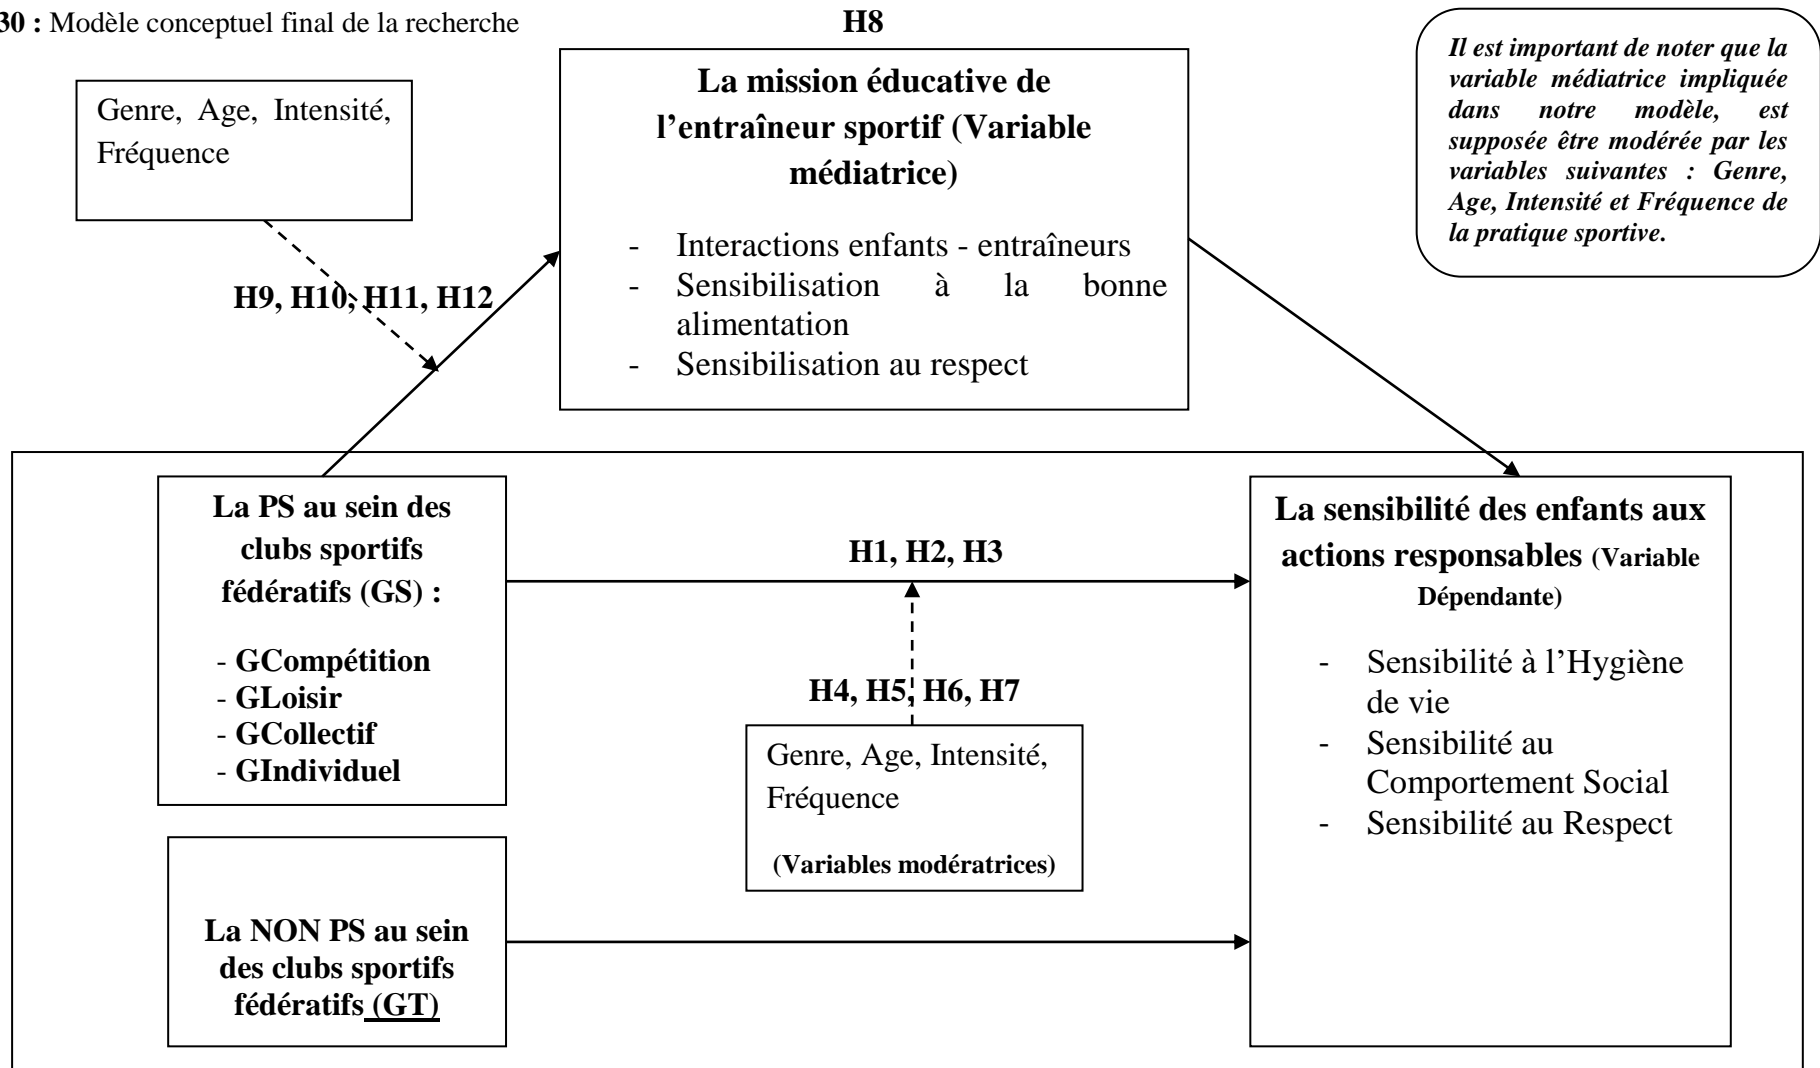 30 : Modèle conceptuel final de la recherche
H8
Genre, Age, Intensité,
Fréquence
La mission éducative de
l’entraîneur sportif (Variable
médiatrice)
- Interactions enfants - entraîneurs
- Sensibilisation à la bonne
alimentation
- Sensibilisation au respect
Il est important de noter que la
variable médiatrice impliquée
dans notre modèle, est
supposée être modérée par les
variables suivantes : Genre,
Age, Intensité et Fréquence de
la pratique sportive.
H9, H10, H11, H12
La PS au sein des
clubs sportifs
fédératifs (GS) :
- GCompétition
- GLoisir
- GCollectif
- GIndividuel
H1, H2, H3
H4, H5, H6, H7
Genre, Age, Intensité,
Fréquence
(Variables modératrices)
La sensibilité des enfants aux
actions responsables (Variable
Dépendante)
- Sensibilité à l’Hygiène
de vie
- Sensibilité au
Comportement Social
- Sensibilité au Respect
La NON PS au sein
des clubs sportifs
fédératifs (GT)